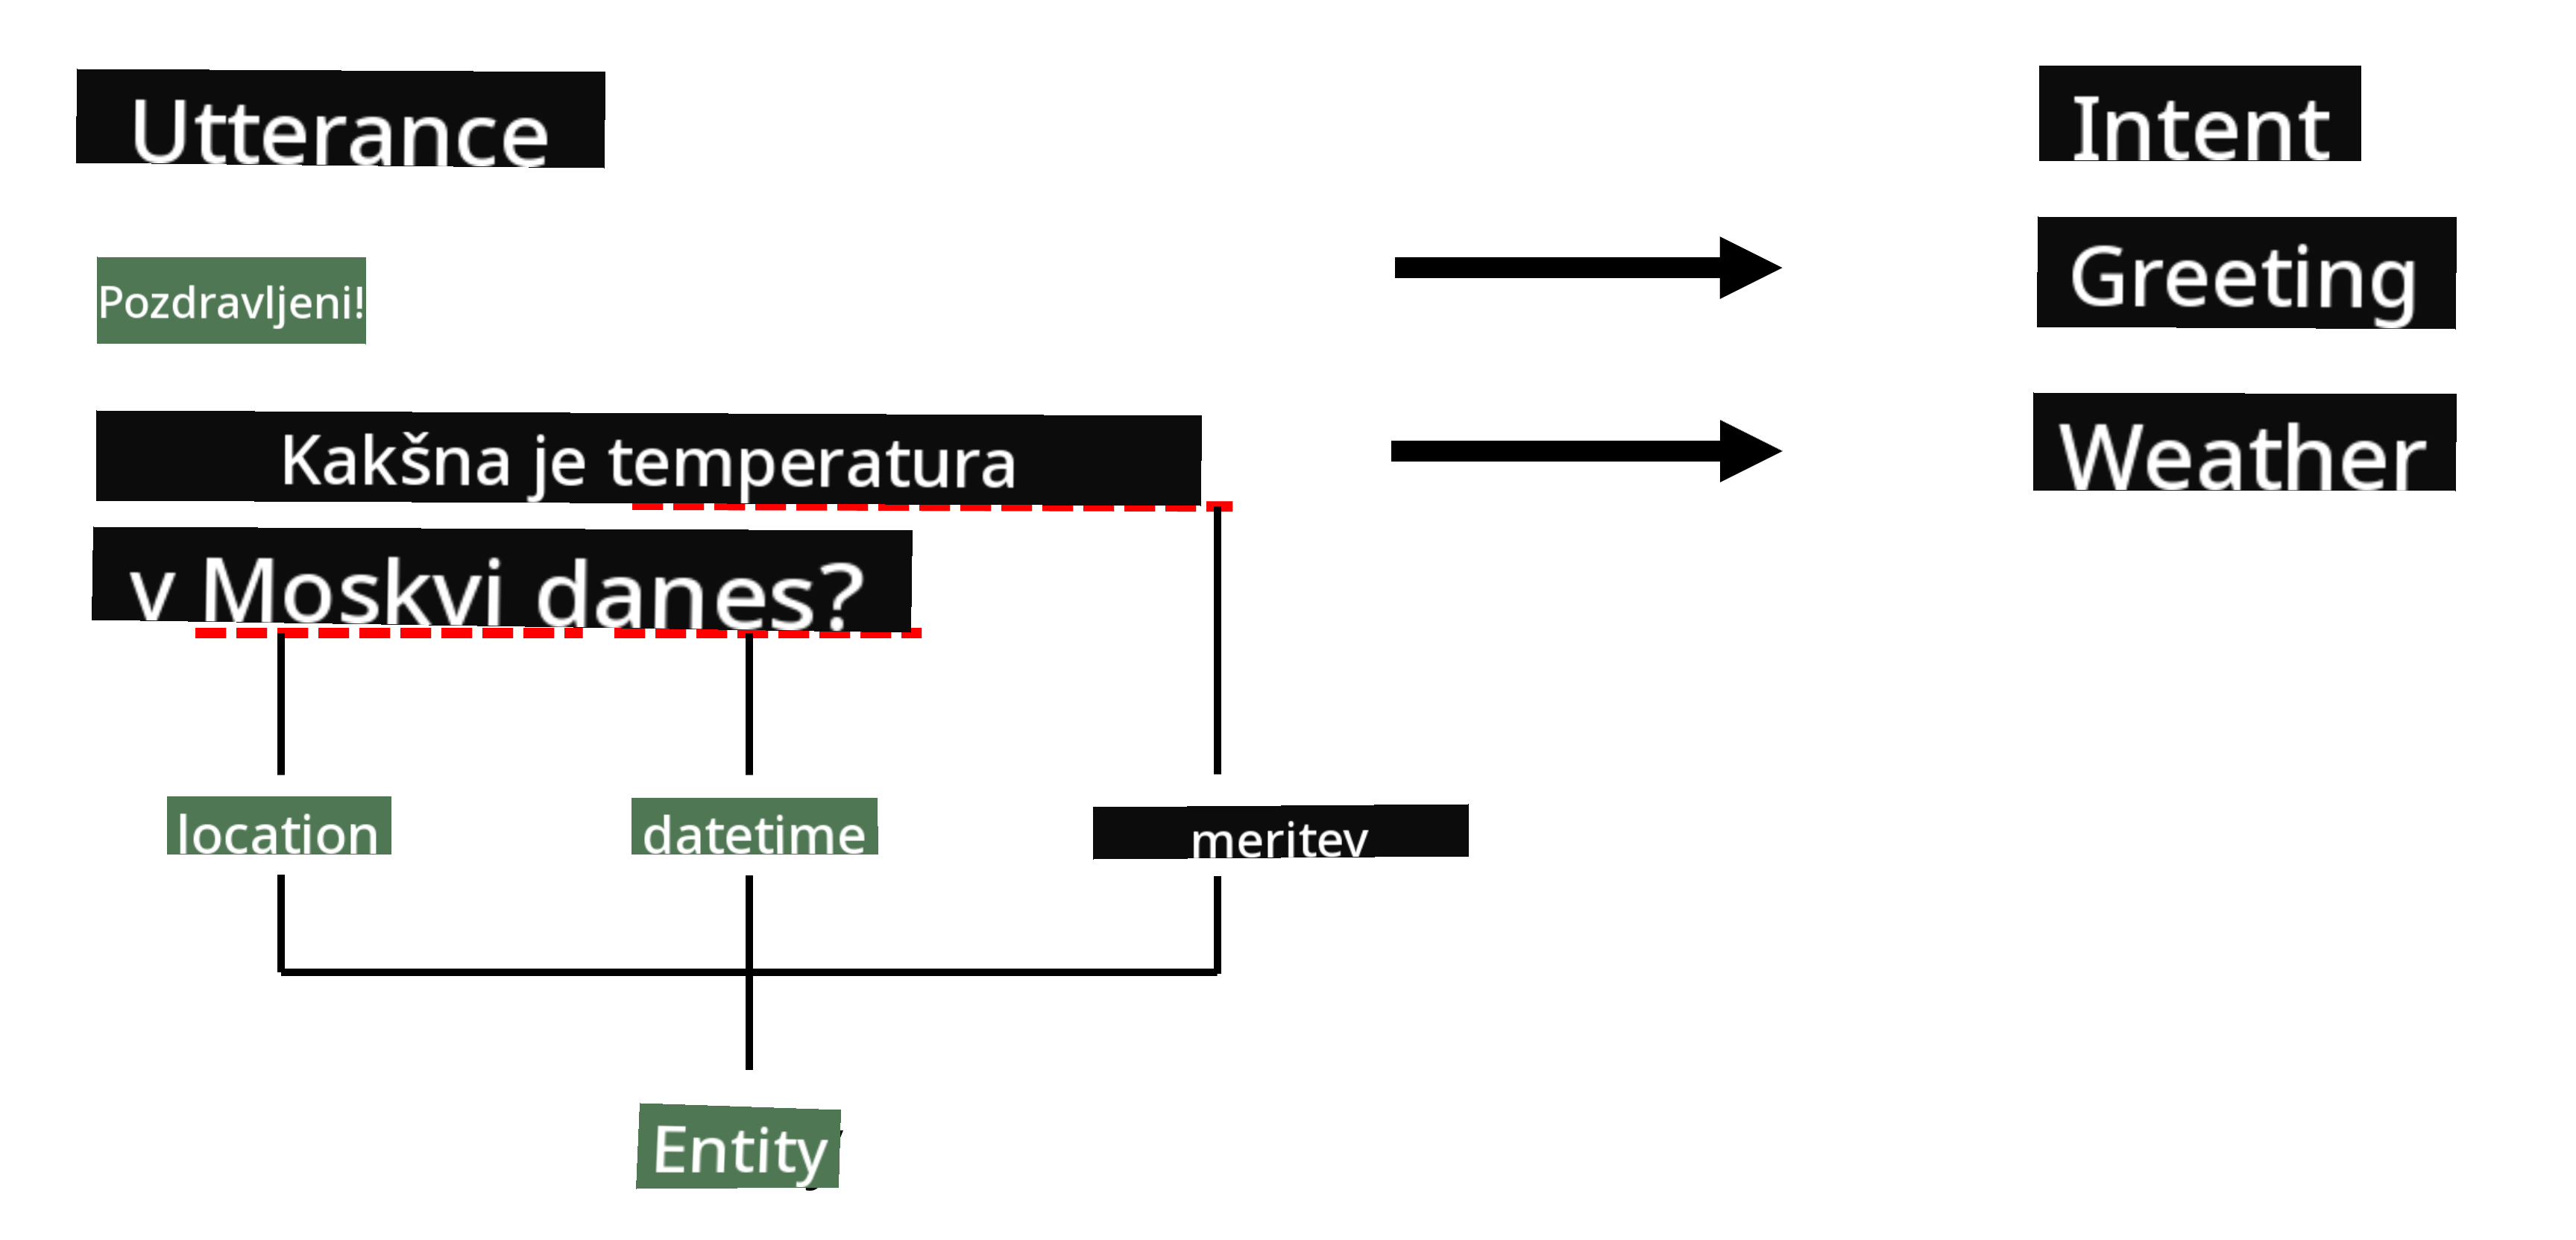 Utterance
Intent
Pozdravljeni!
Greeting
Kakšna je temperatura
Weather
v Moskvi danes?
location
datetime
meritev
Entity